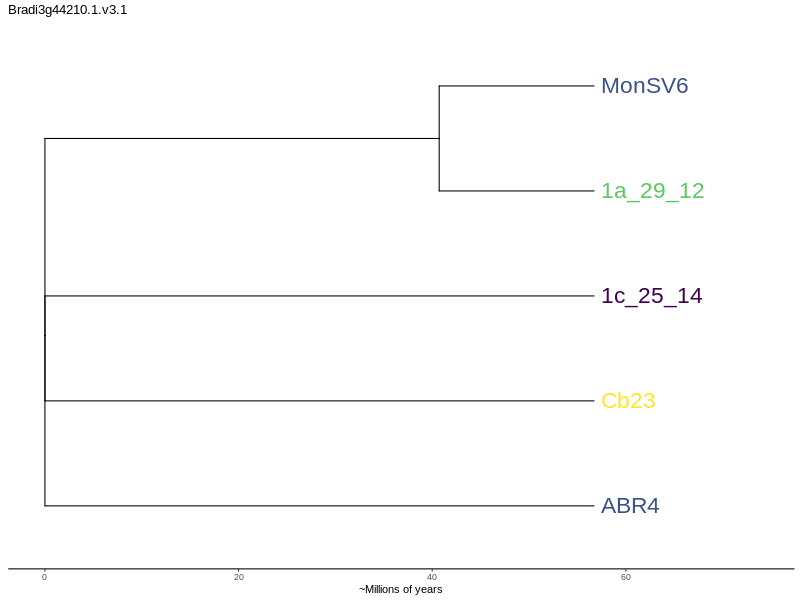 Bradi3g44210.1.v3.1
MonSV6
1a_29_12
1c_25_14
Cb23
ABR4
0 20 40 60
~Millions of years